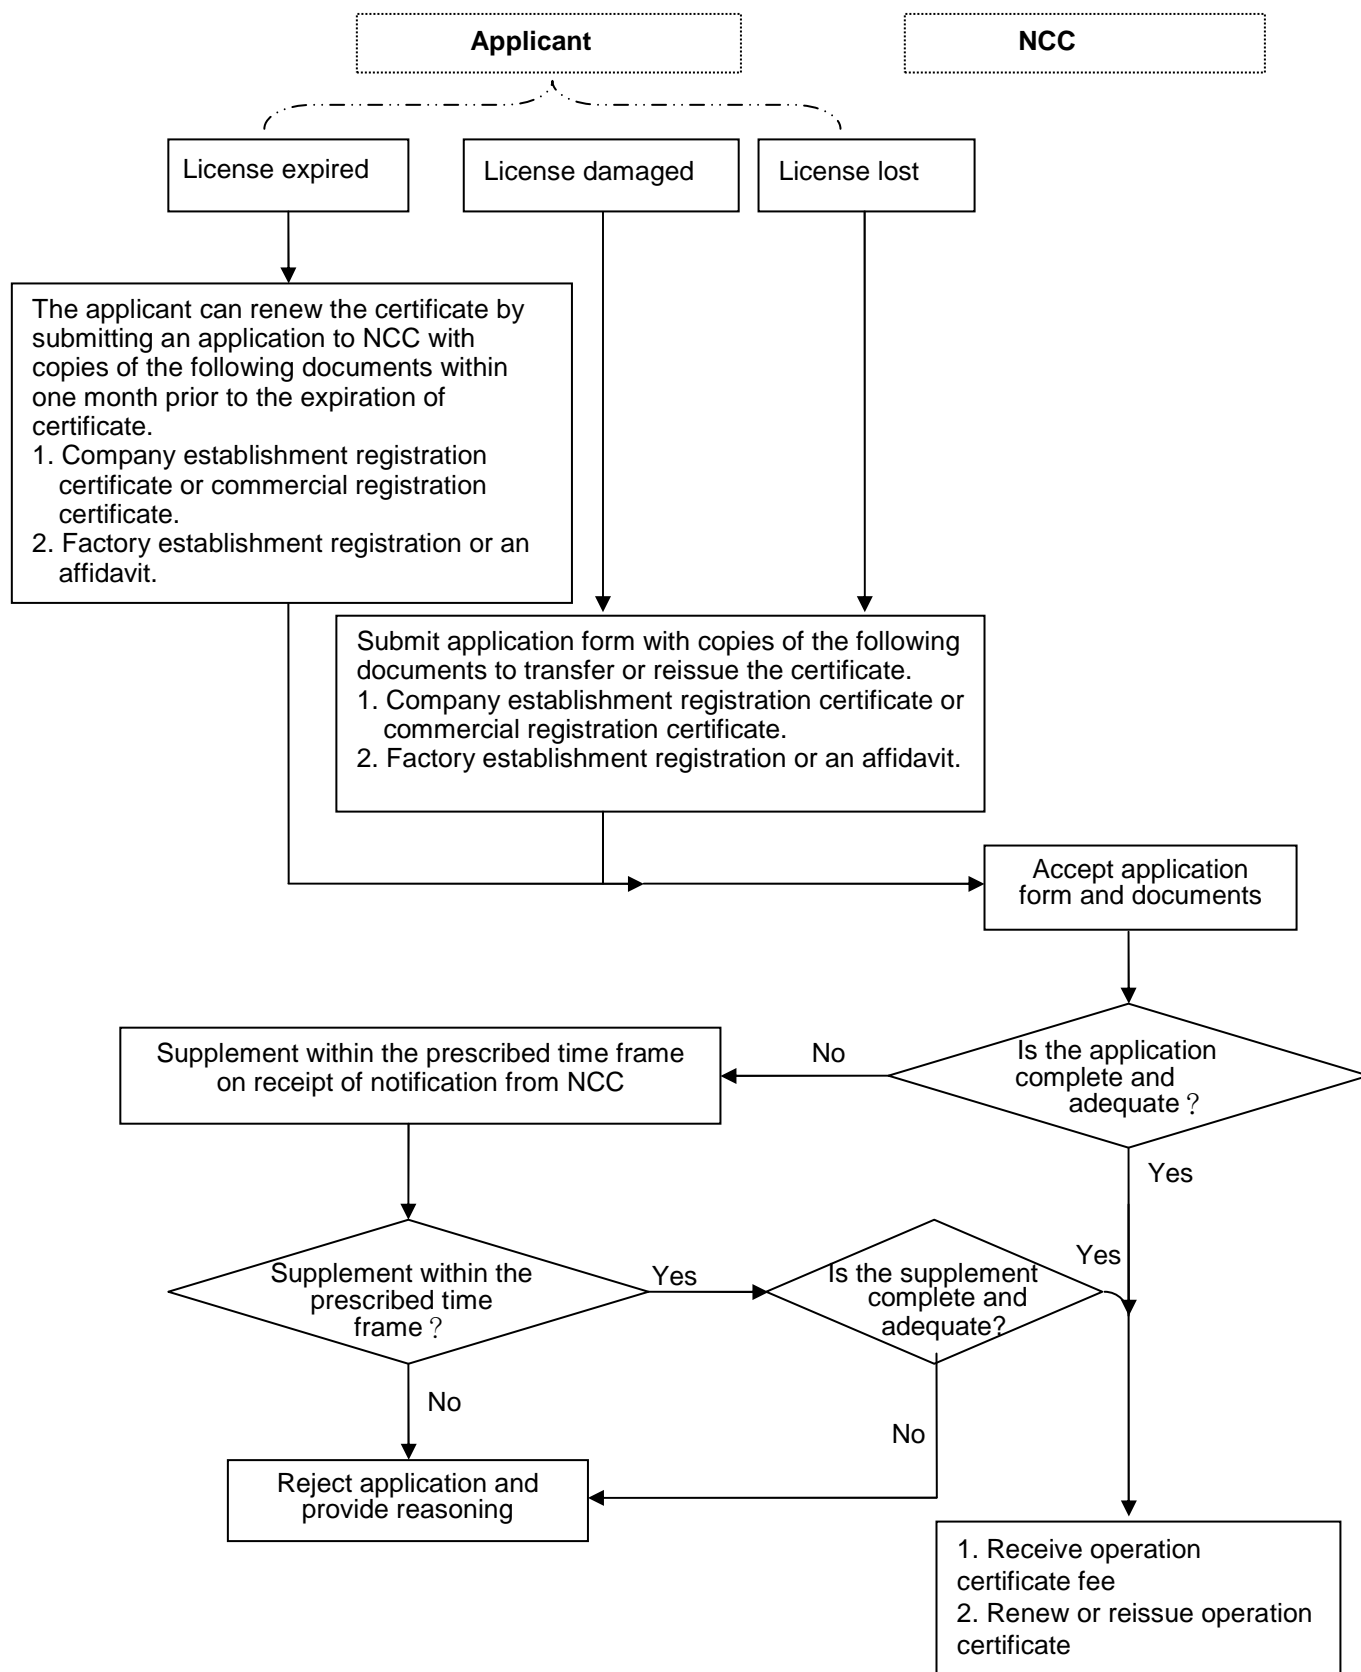 Applicant
NCC
License expired
License damaged
License lost
The applicant can renew the certificate by
submitting an application to NCC with
copies of the following documents within
one month prior to the expiration of
certificate.
1. Company establishment registration
certificate or commercial registration
certificate.
2. Factory establishment registration or an
affidavit.
Submit application form with copies of the following
documents to transfer or reissue the certificate.
1. Company establishment registration certificate or
commercial registration certificate.
2. Factory establishment registration or an affidavit.
Accept application
form and documents
Is the application
complete and
adequate？
No
Supplement within the prescribed time frame
on receipt of notification from NCC
Yes
Supplement within the
prescribed time
frame？
Yes
Is the supplement
complete and
adequate?
Yes
No
No
Reject application and
provide reasoning
1. Receive operation
certificate fee
2. Renew or reissue operation
certificate